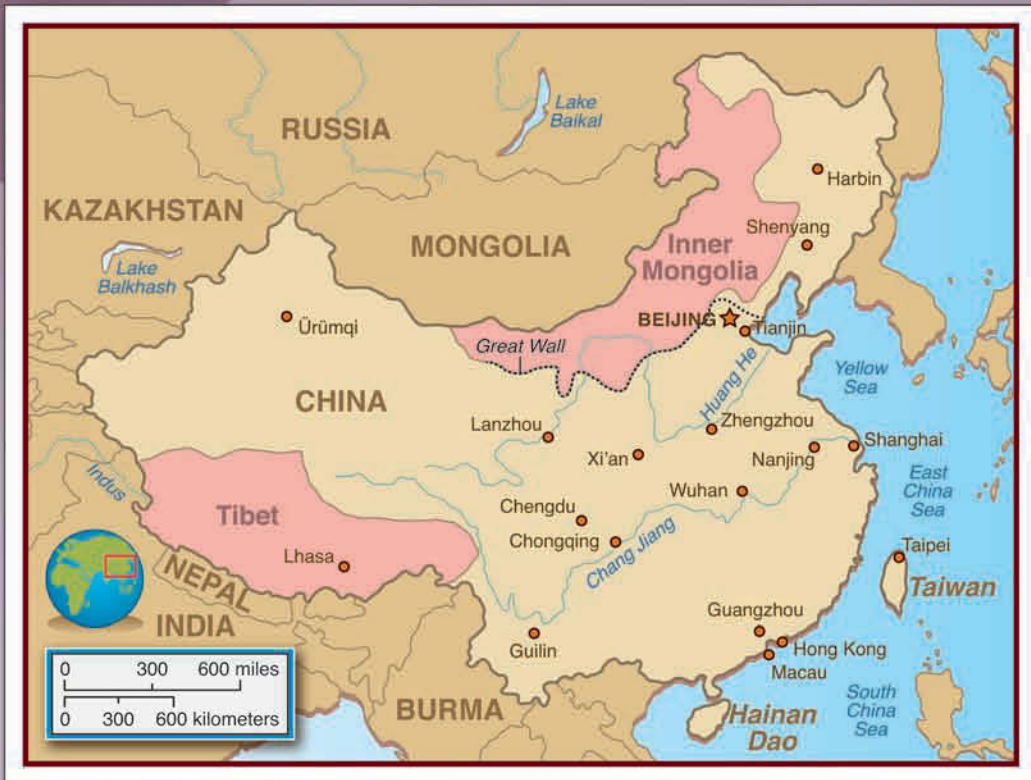 RUSSIA
Lake
Baikal
KAZAKHSTAN
Lake
Balkhash
MONGOLIA
Harbin
Shenyang
Inner
Mongolia
BEIJING
Tianjin
Ürümqi
Great Wall
CHINA
Huang He
Yellow
Sea
Lanzhou
Zhengzhou
Xi'an
Nanjing
Shanghai
Indus
Tibet
Wuhan
East
China
Sea
Chengdu
Chongqing
Chang Jiang
Lhasa
Taipei
NEPAL
Taiwan
INDIA
Guangzhou
Guilin
Hong Kong
Macau
0 300 600 miles
0 300 600 kilometers
BURMA
South
China
Sea
Hainan
Dao